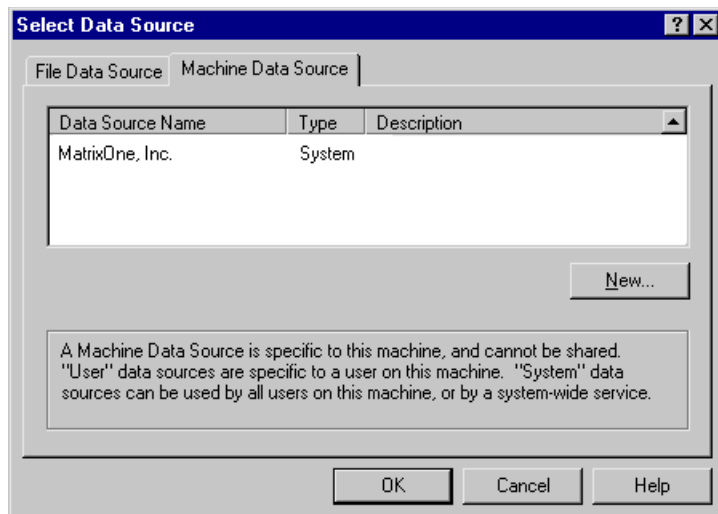 Select Data Source
File Data Source Machine Data Source
Data Source Name Type Description
MatrixOne, Inc. System
New...
A Machine Data Source is specific to this machine, and cannot be shared.
"User" data sources are specific to a user on this machine. "System" data
sources can be used by all users on this machine, or by a system-wide service.
OK Cancel Help